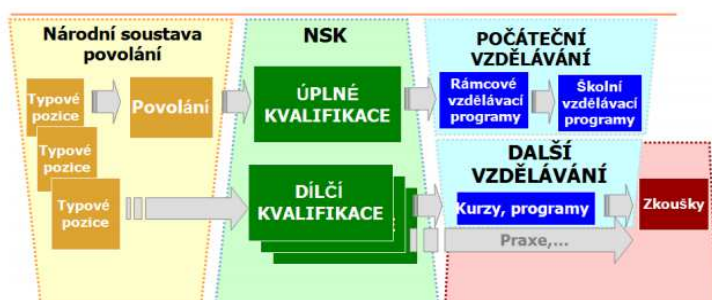 Národní soustava
povolání
Typové
pozice
Povolání
Typové
pozice
Typové
pozice
NSK
ÚPLNÉ
KVALIFIKACE
DÍLČÍ
KVALIFIKACE
POČÁTEČNÍ
VZDĚLÁVÁNÍ
Rámcové
vzdělávací
programy
Školní
vzdělávací
programy
DALŠÍ
VZDĚLÁVÁNÍ
Kurzy, programy
Zkoušky
Praxe,...